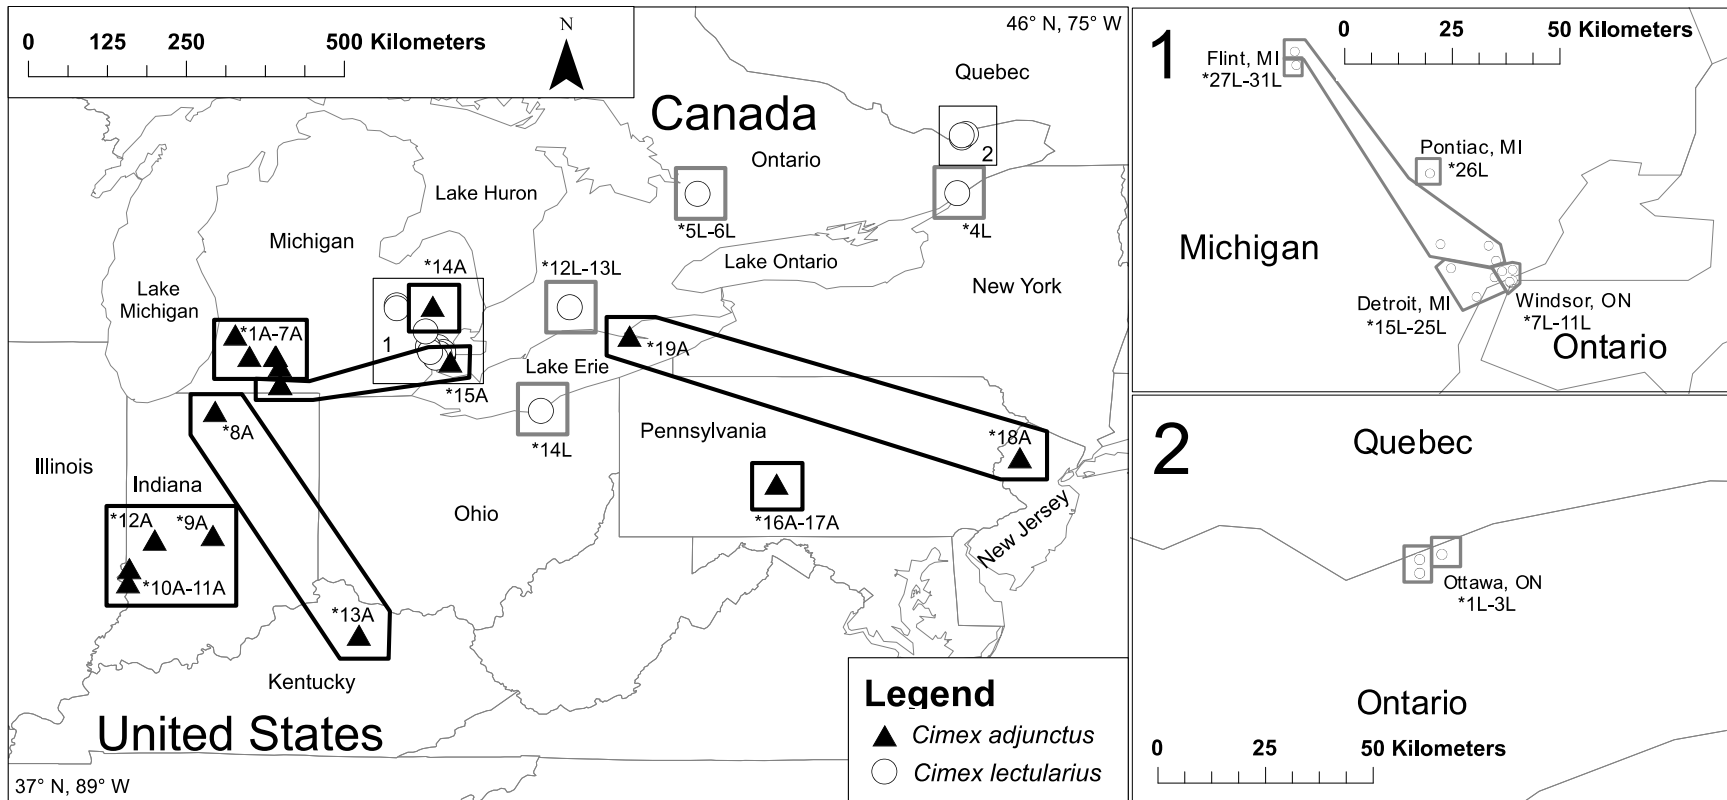 0 125 250 500 Kilometers
N
46° N, 75° W
Quebec
Canada
2
Ontario
Lake Huron
*5L-6L
*4L
Michigan
*14A
*12L-13L
Lake Ontario
Lake
Michigan
New York
*1A-7A
1
*19A
Lake Erie
*15A
*8A
*14L
Pennsylvania
*18A
Illinois
Indiana
*12A
*9A
Ohio
*16A-17A
New Jersey
*10A-11A
*13A
Kentucky
United States
37° N, 89° W
Legend
Cimex adjunctus
Cimex lectularius
1
0 25 50 Kilometers
Flint, MI
*27L-31L
Pontiac, MI
*26L
Michigan
Detroit, MI
*15L-25L
Windsor, ON
*7L-11L
Ontario
2
Quebec
Ottawa, ON
*1L-3L
Ontario
0 25 50 Kilometers